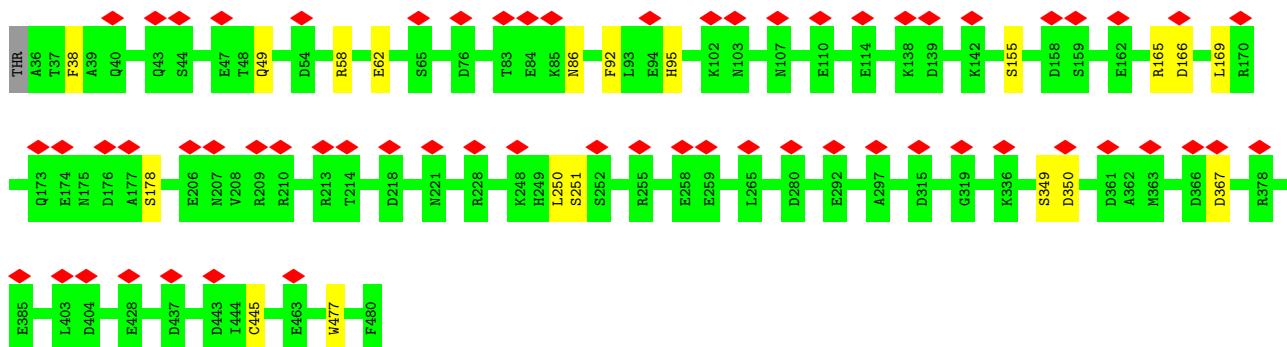 THR A36 T37 F38 A39 Q40 Q43 S44 E47 T48 Q49 D54 R58 E62 S65 D76 T83 E84 K85 N86 F92 L93 E94 H95 K102 N103 N107 E110 E114 K138 D139 K142 S155 D158 S159 E162 R165 D166 L169 R170
Q173 E174 N175 D176 A177 S178 E206 N207 V208 R209 R210 R213 T214 D218 N221 R228 K248 H249 L250 S251 S252 R255 E258 E259 L265 D280 E292 A297 D315 G319 K336 S349 D350 D361 A362 M363 D366 D367 R378
E385 L403 D404 E428 D437 D443 I444 C445 E463 W477 F480